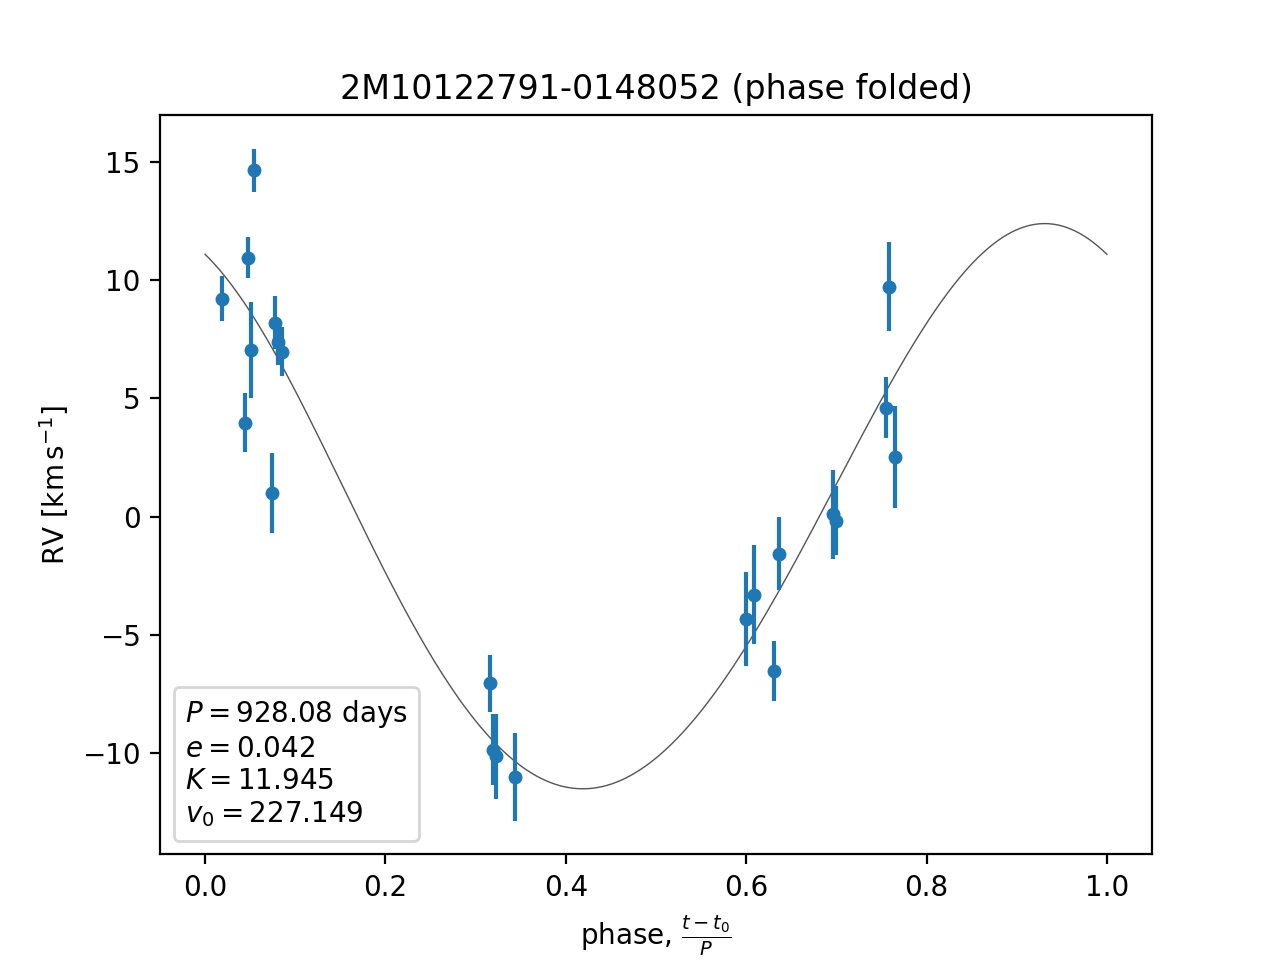 2M10122791-0148052 (phase folded)
15
10
5
0
−5
−10
RV [km s⁻¹]
P = 928.08 days
e = 0.042
K = 11.945
v₀ = 227.149
0.0 0.2 0.4 0.6 0.8 1.0
phase, (t − t₀)/P